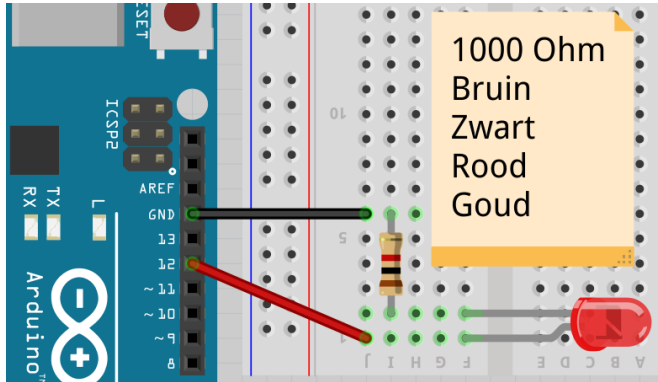 1000 Ohm
Bruin
Zwart
Rood
Goud
RESET
ICSP2
AREF
GND
13
12
~11
~10
~9
8
RX
TX
L
Arduino™
10
5
1
J I H G F E D C B A